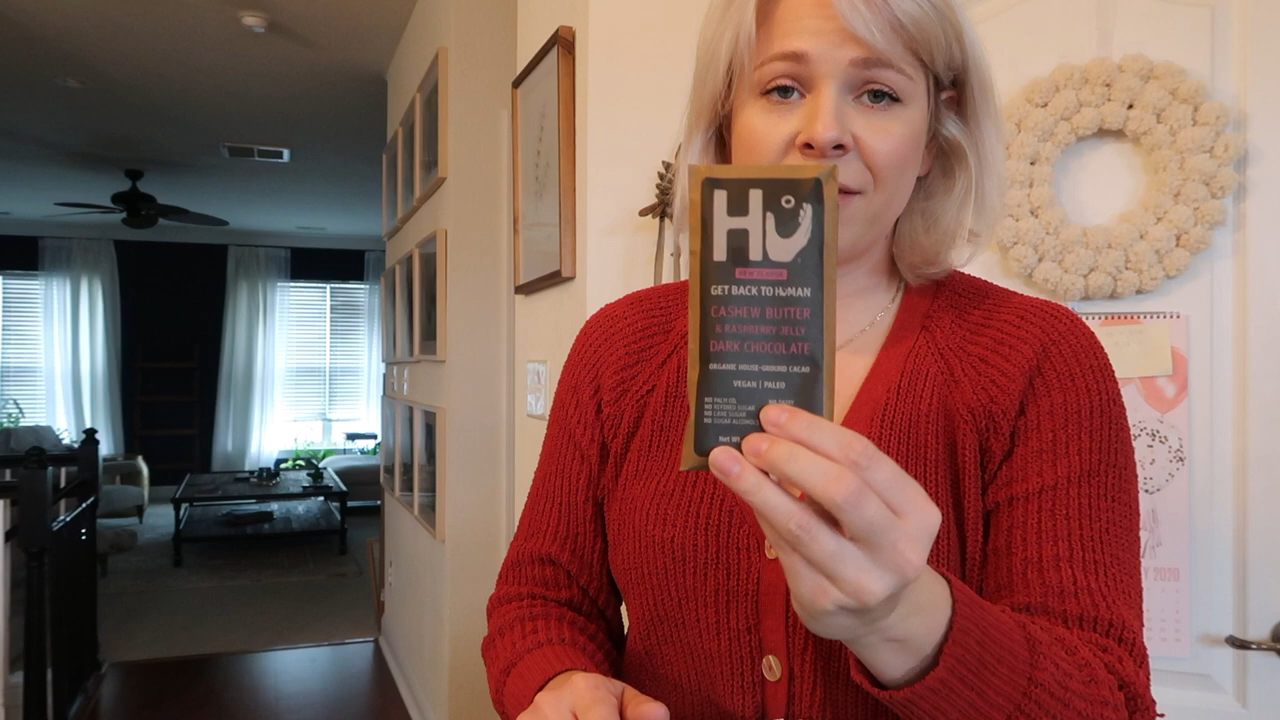 Hu
NEW FLAVOR
GET BACK TO HUMAN
CASHEW BUTTER
& RASPBERRY JELLY
DARK CHOCOLATE
ORGANIC HOUSE-GROUND CACAO
VEGAN | PALEO
NO PALM OIL
NO DAIRY
NO REFINED SUGAR
NO CANE SUGAR
NO SUGAR ALCOHOLS
Net W
Y 2020